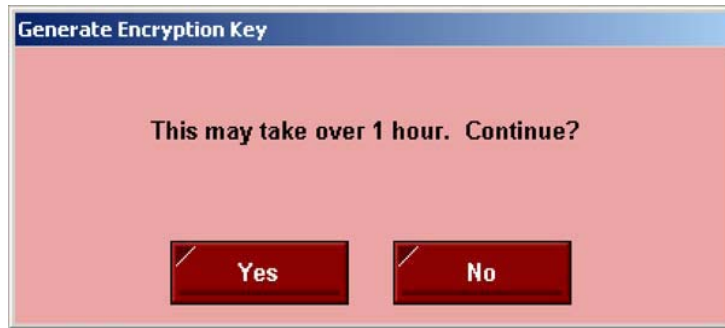 Generate Encryption Key
This may take over 1 hour.  Continue?
Yes
No